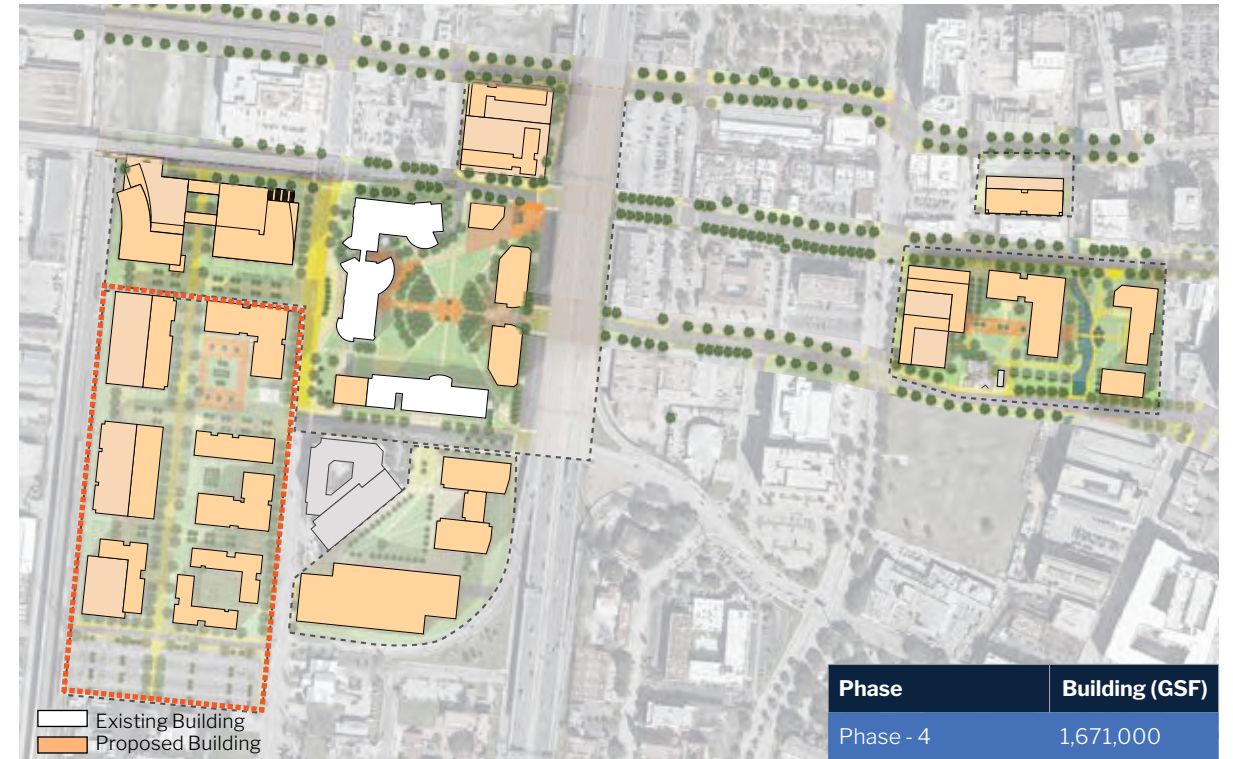 Existing Building
Proposed Building
Phase Building (GSF)
Phase - 4 1,671,000